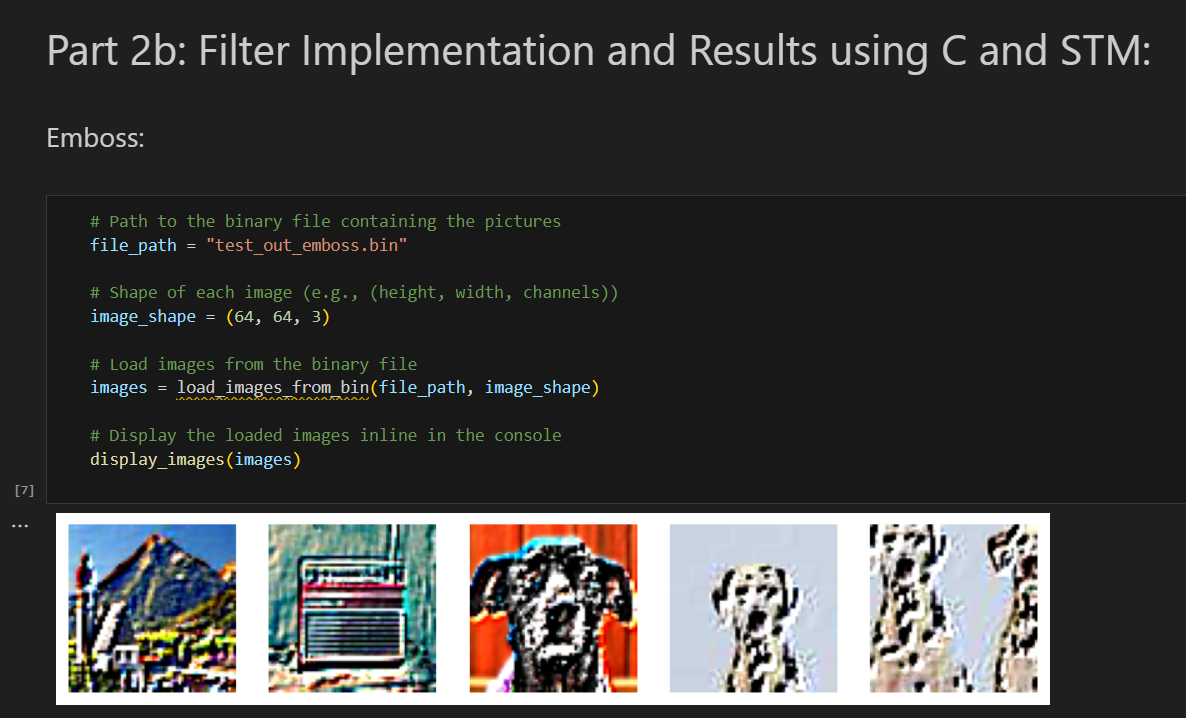 Part 2b: Filter Implementation and Results using C and STM:
Emboss:
# Path to the binary file containing the pictures
file_path = "test_out_emboss.bin"
# Shape of each image (e.g., (height, width, channels))
image_shape = (64, 64, 3)
# Load images from the binary file
images = load_images_from_bin(file_path, image_shape)
# Display the loaded images inline in the console
display_images(images)
[7]
...